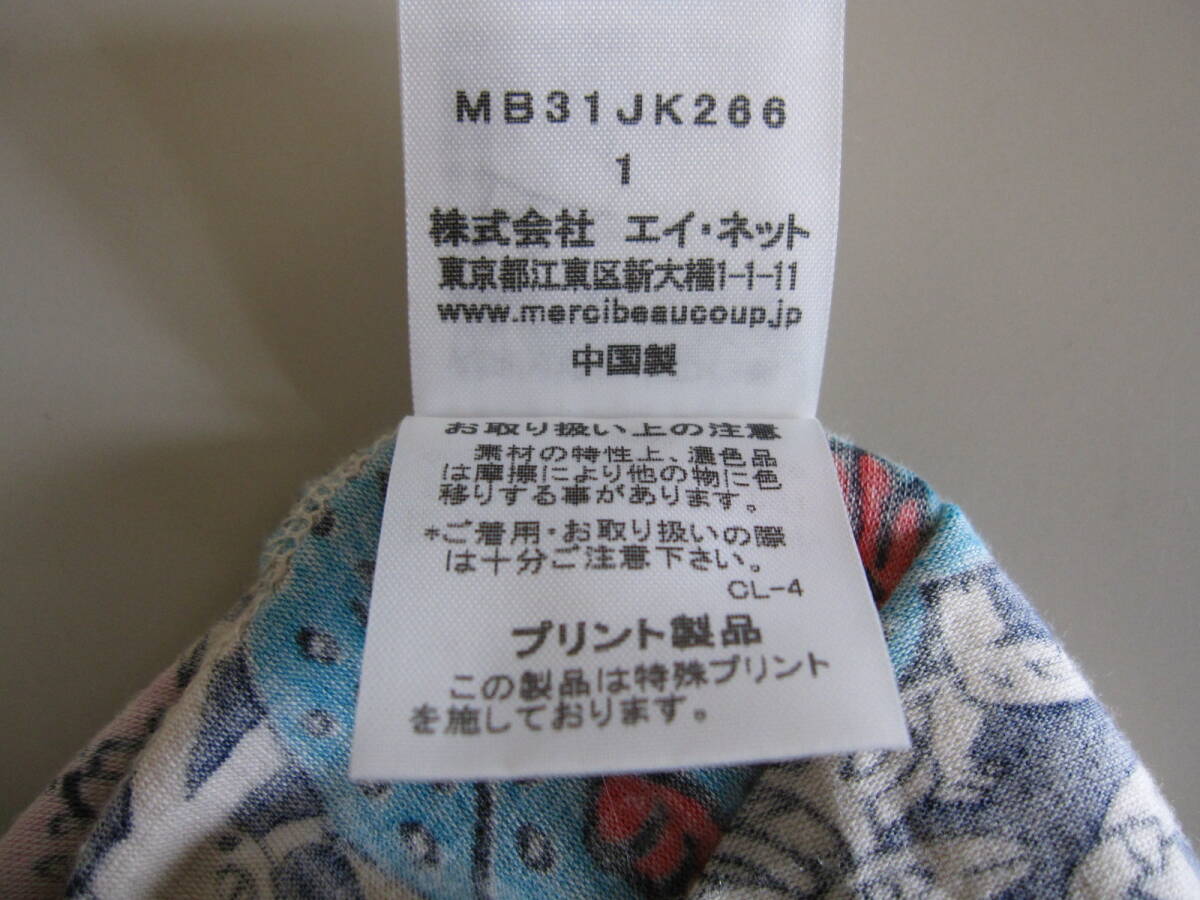 MB31JK266
1
株式会社 エイ・ネット
東京都江東区新大橋1-1-11
www.mercibeaucoup.jp
中国製
お取り扱い上の注意
素材の特性上、濃色品
は摩擦により他の物に色
移りする事があります。
*ご着用・お取り扱いの際
は十分ご注意下さい。
CL-4
プリント製品
この製品は特殊プリント
を施しております。